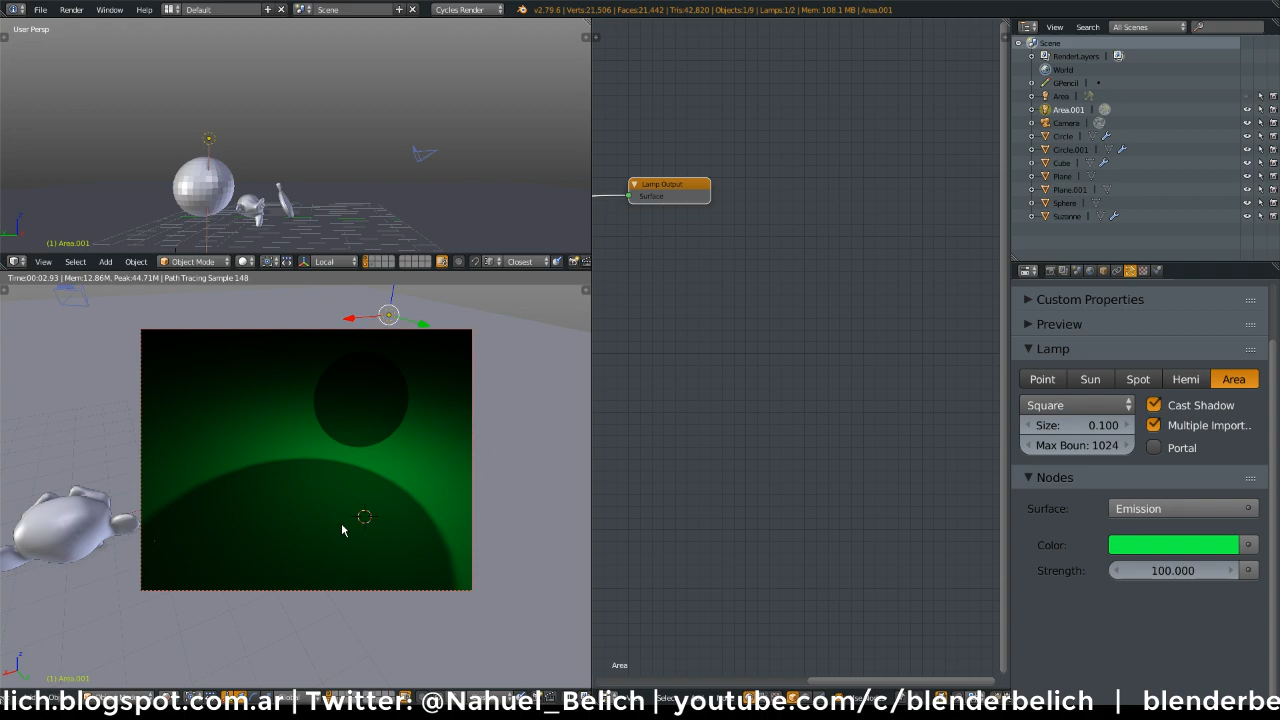 File Render Window Help Default Scene Cycles Render v2.79.6 | Verts:21,506 | Faces:21,442 | Tris:42,820 | Objects:1/9 | Lamps:1/2 | Mem: 108.1 MB | Area.001
User Persp
(1) Area.001
View Select Add Object Object Mode Local Closest
Time:00:02.93 | Mem:12.86M, Peak:44.71M | Path Tracing Sample 148
(1) Area.001
Lamp Output
Surface
Area
View Search All Scenes
Scene
RenderLayers
World
GPencil
Area
Area.001
Camera
Circle
Circle.001
Cube
Plane
Plane.001
Sphere
Suzanne
Custom Properties
Preview
Lamp
Point Sun Spot Hemi Area
Square Cast Shadow
Size: 0.100 Multiple Import..
Max Boun: 1024 Portal
Nodes
Surface: Emission
Color:
Strength: 100.000
lich.blogspot.com.ar | Twitter: @Nahuel_Belich | youtube.com/c/blenderbelich | blenderbe